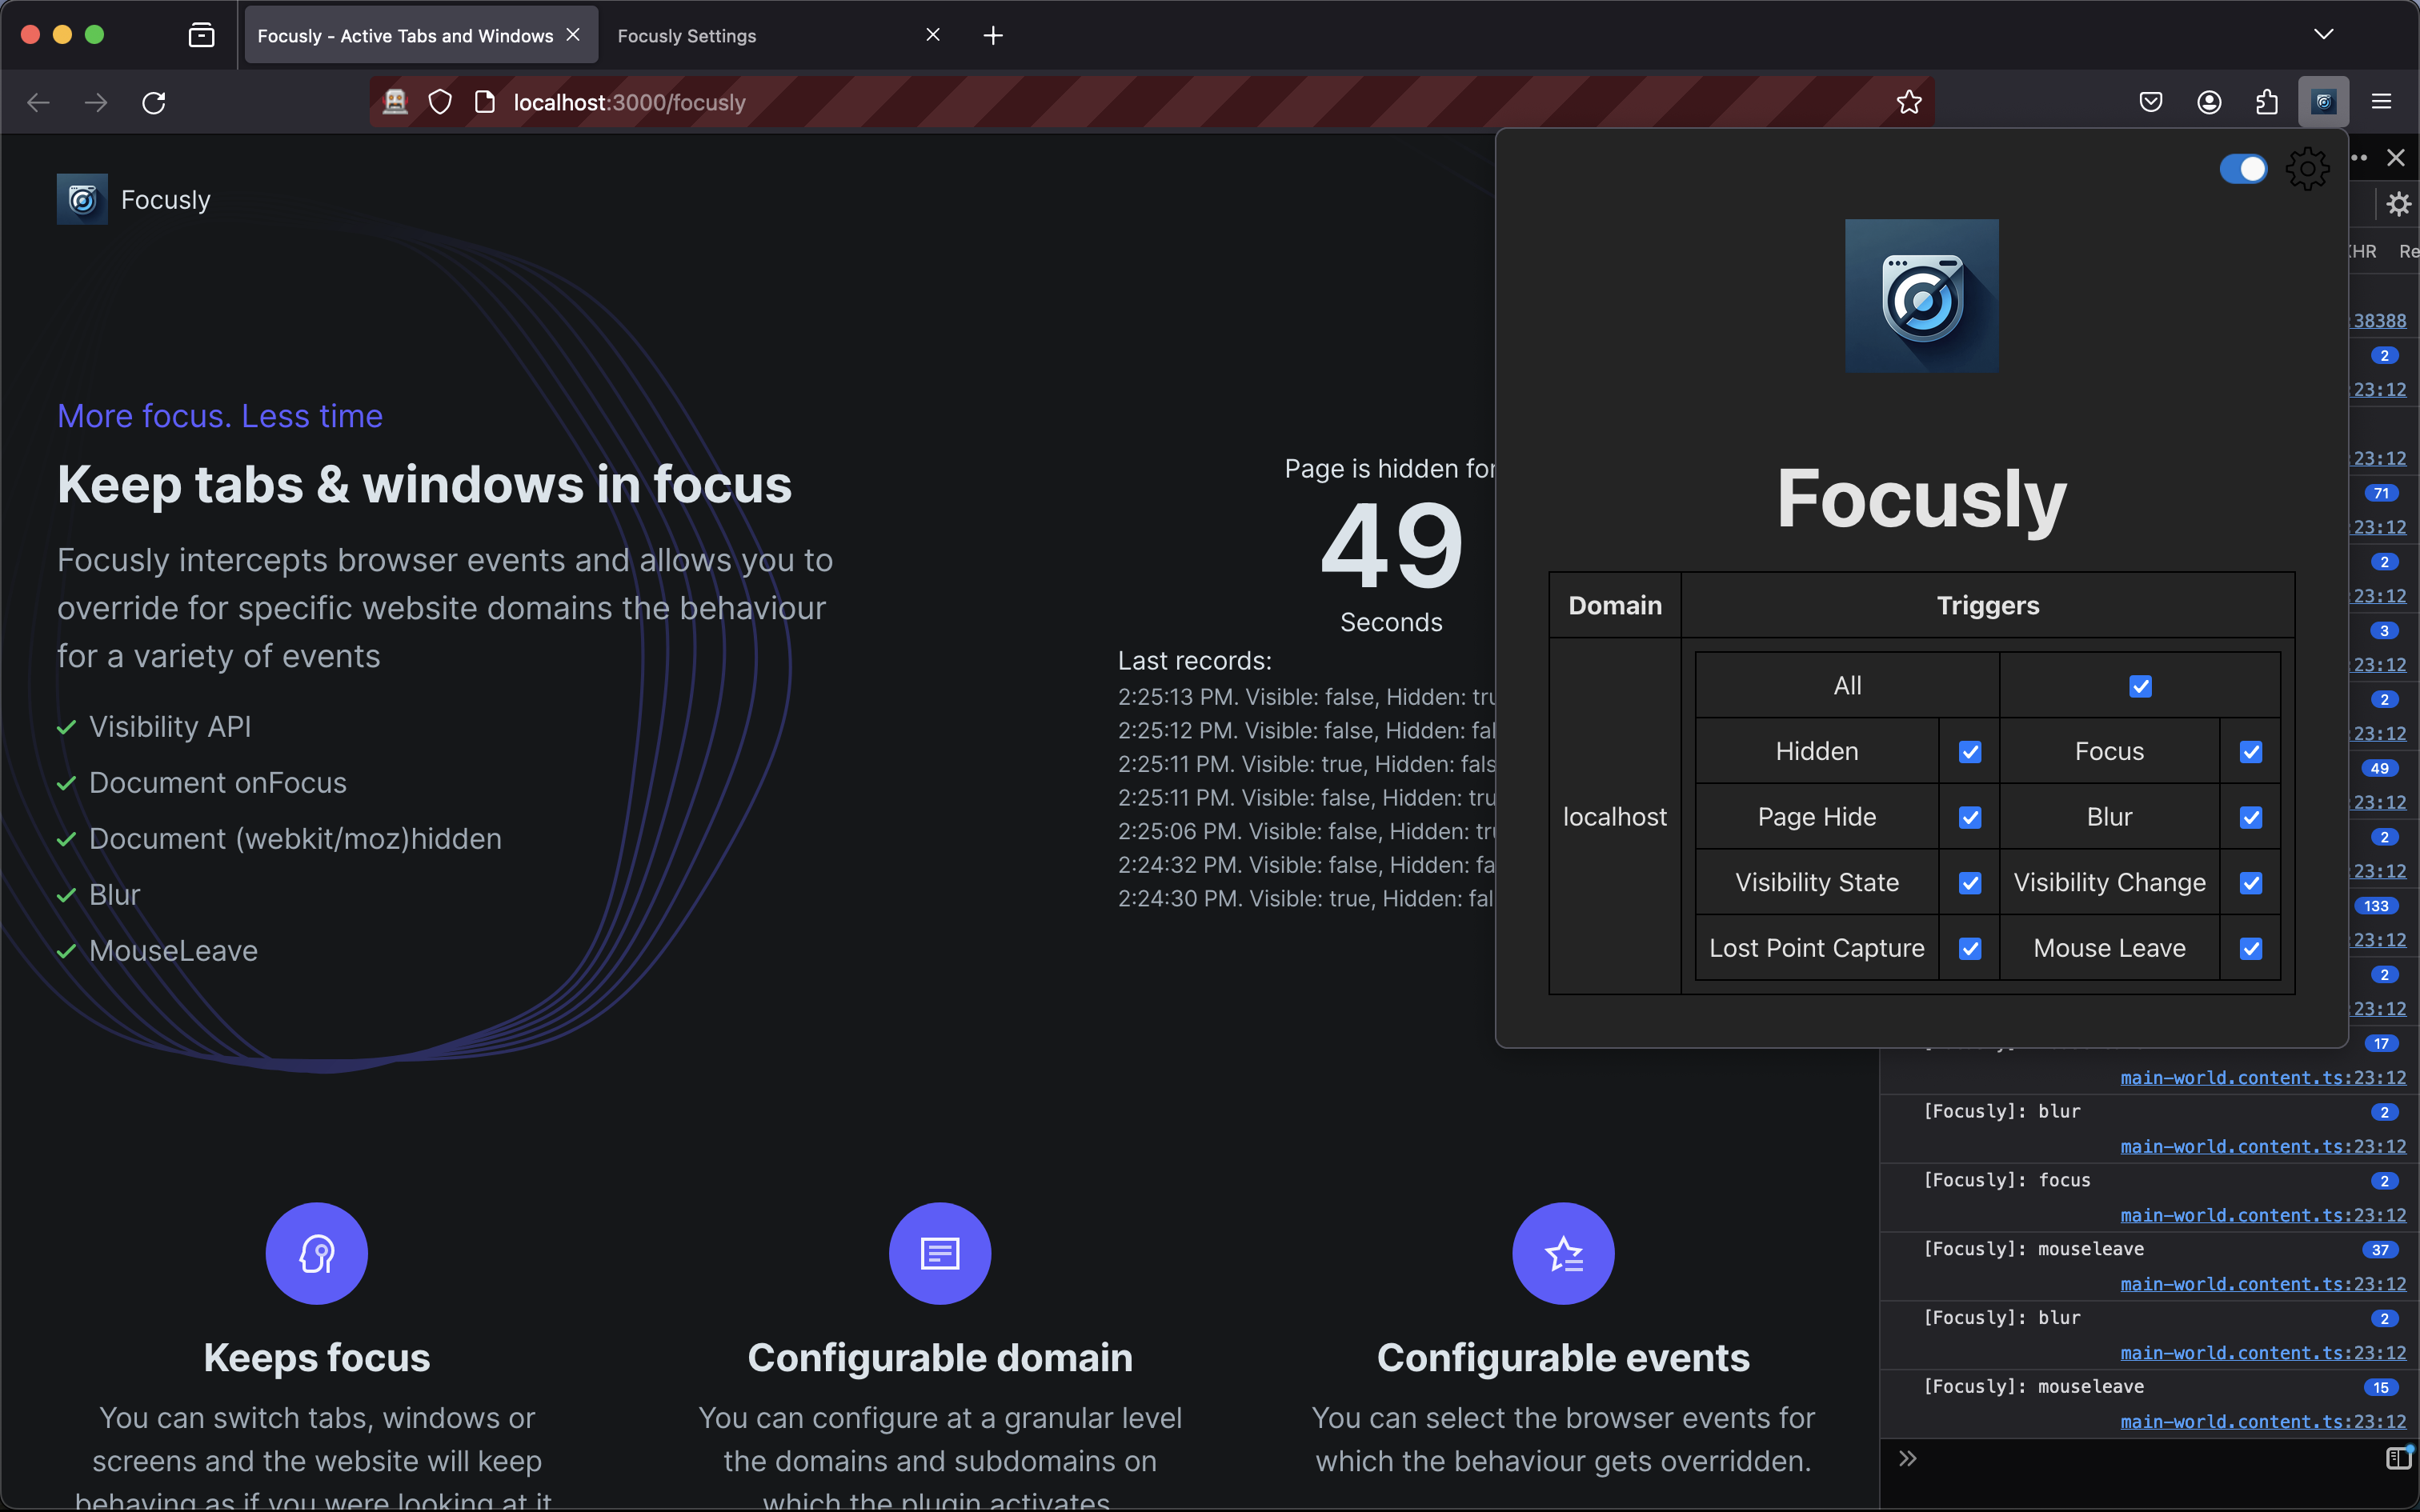 Focusly - Active Tabs and Windows
Focusly Settings
localhost:3000/focusly
Focusly
More focus. Less time
Keep tabs & windows in focus
Focusly intercepts browser events and allows you to
override for specific website domains the behaviour
for a variety of events
Visibility API
Document onFocus
Document (webkit/moz)hidden
Blur
MouseLeave
Page is hidden for
49
Seconds
Last records:
2:25:13 PM. Visible: false, Hidden: tru
2:25:12 PM. Visible: false, Hidden: fal
2:25:11 PM. Visible: true, Hidden: fals
2:25:11 PM. Visible: false, Hidden: tru
2:25:06 PM. Visible: false, Hidden: tru
2:24:32 PM. Visible: false, Hidden: fa
2:24:30 PM. Visible: true, Hidden: fal
Focusly
Domain Triggers
localhost
All
Hidden Focus
Page Hide Blur
Visibility State Visibility Change
Lost Point Capture Mouse Leave
HR Re
:38388
2
:23:12
:23:12
71
:23:12
2
:23:12
3
:23:12
2
:23:12
49
:23:12
2
:23:12
133
:23:12
2
:23:12
17
main-world.content.ts:23:12
[Focusly]: blur 2
main-world.content.ts:23:12
[Focusly]: focus 2
main-world.content.ts:23:12
[Focusly]: mouseleave 37
main-world.content.ts:23:12
[Focusly]: blur 2
main-world.content.ts:23:12
[Focusly]: mouseleave 15
main-world.content.ts:23:12
Keeps focus
You can switch tabs, windows or
screens and the website will keep
behaving as if you were looking at it
Configurable domain
You can configure at a granular level
the domains and subdomains on
which the plugin activates
Configurable events
You can select the browser events for
which the behaviour gets overridden.